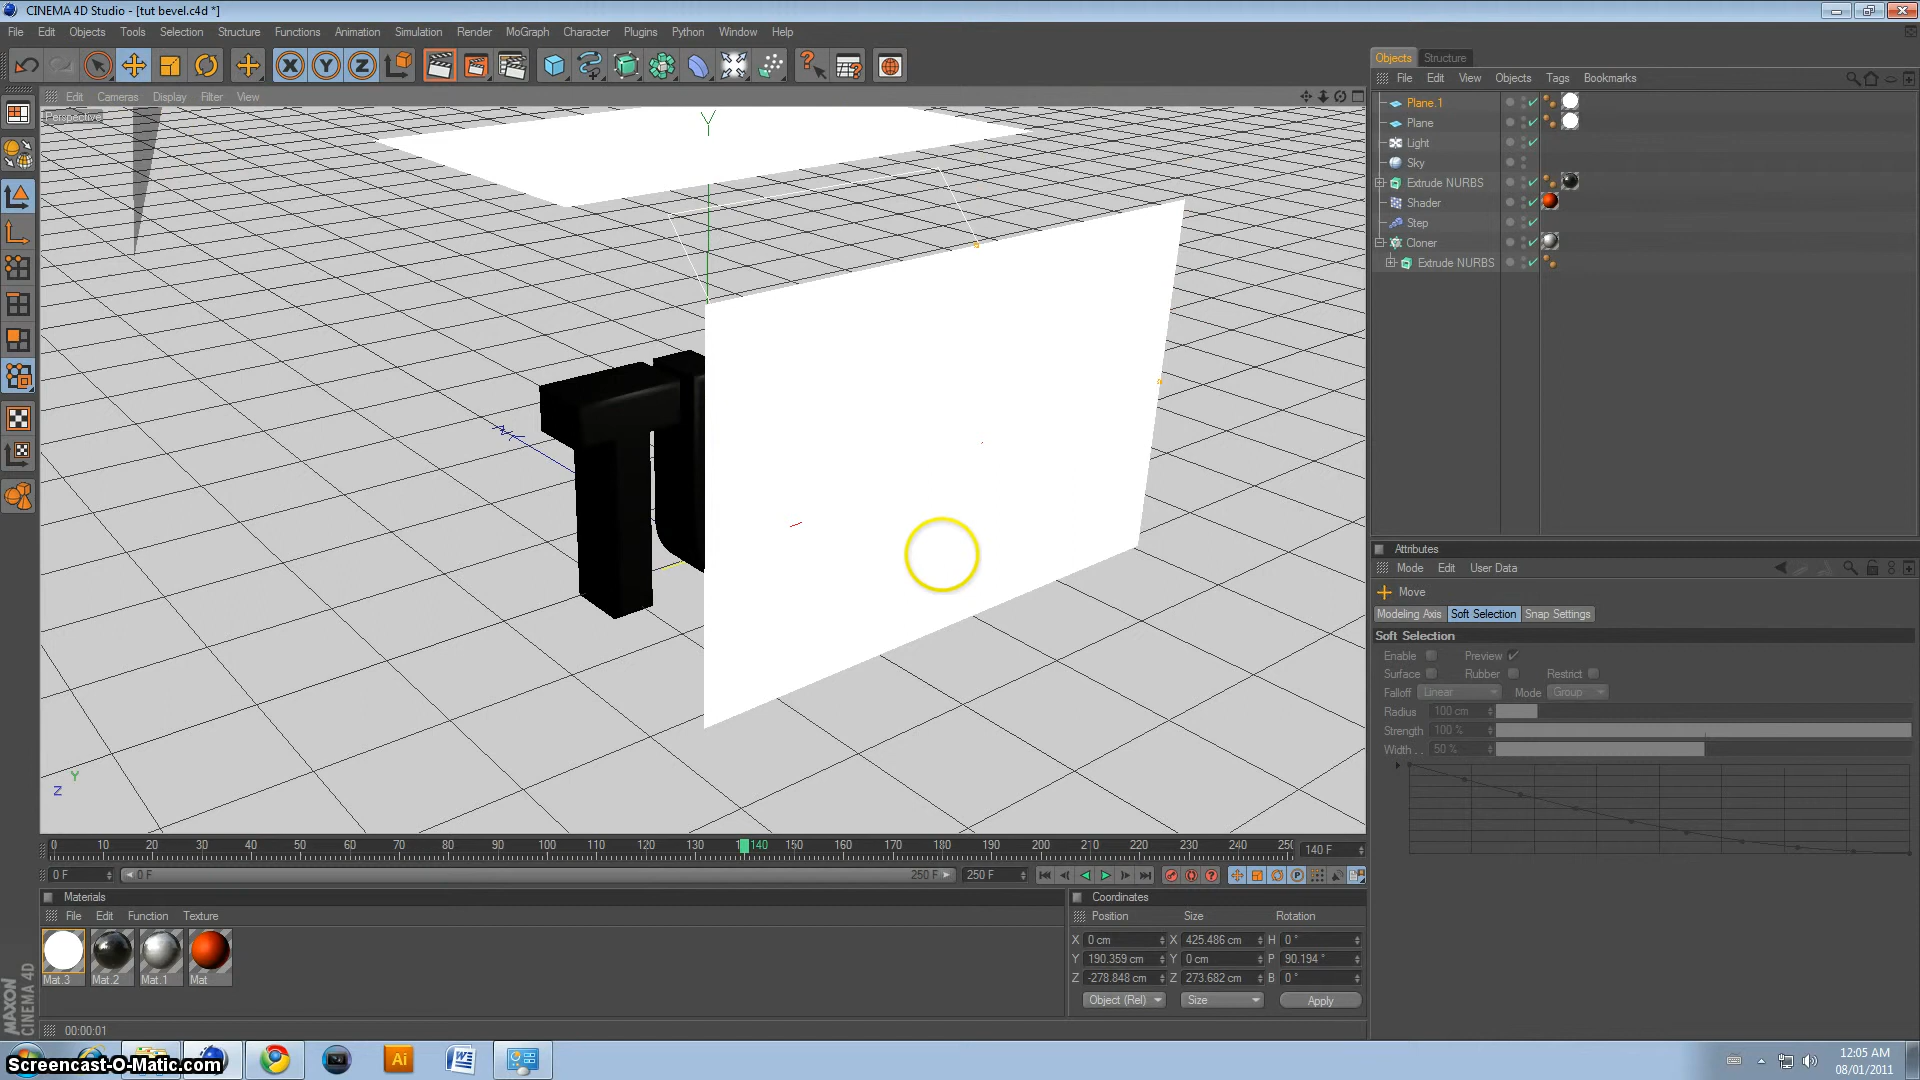 CINEMA 4D Studio - [tut bevel.c4d *]
File Edit Objects Tools Selection Structure Functions Animation Simulation Render MoGraph Character Plugins Python Window Help
Objects Structure
File Edit View Objects Tags Bookmarks
Edit Cameras Display Filter View
Perspective
Y
Plane.1
Plane
Light
Sky
Extrude NURBS
Shader
Step
Cloner
Extrude NURBS
Z
TU
Attributes
Mode Edit User Data
Move
Modeling Axis Soft Selection Snap Settings
Soft Selection
Enable Preview
Surface Rubber Restrict
Falloff Linear Mode Group
Radius 100 cm
Strength 100 %
Width . . 50 %
Y
Z
0 10 20 30 40 50 60 70 80 90 100 110 120 130 140 150 160 170 180 190 200 210 220 230 240 250 140 F
0 F 0 F 250 F 250 F
Materials
File Edit Function Texture
Mat.3 Mat.2 Mat.1 Mat
Coordinates
Position Size Rotation
X 0 cm X 425.486 cm H 0 °
Y 190.359 cm Y 0 cm P 90.194 °
Z -278.848 cm Z 273.682 cm B 0 °
Object (Rel) Size Apply
MAXON
CINEMA 4D
00:00:01
Screencast-O-Matic.com
Ai
12:05 AM
08/01/2011